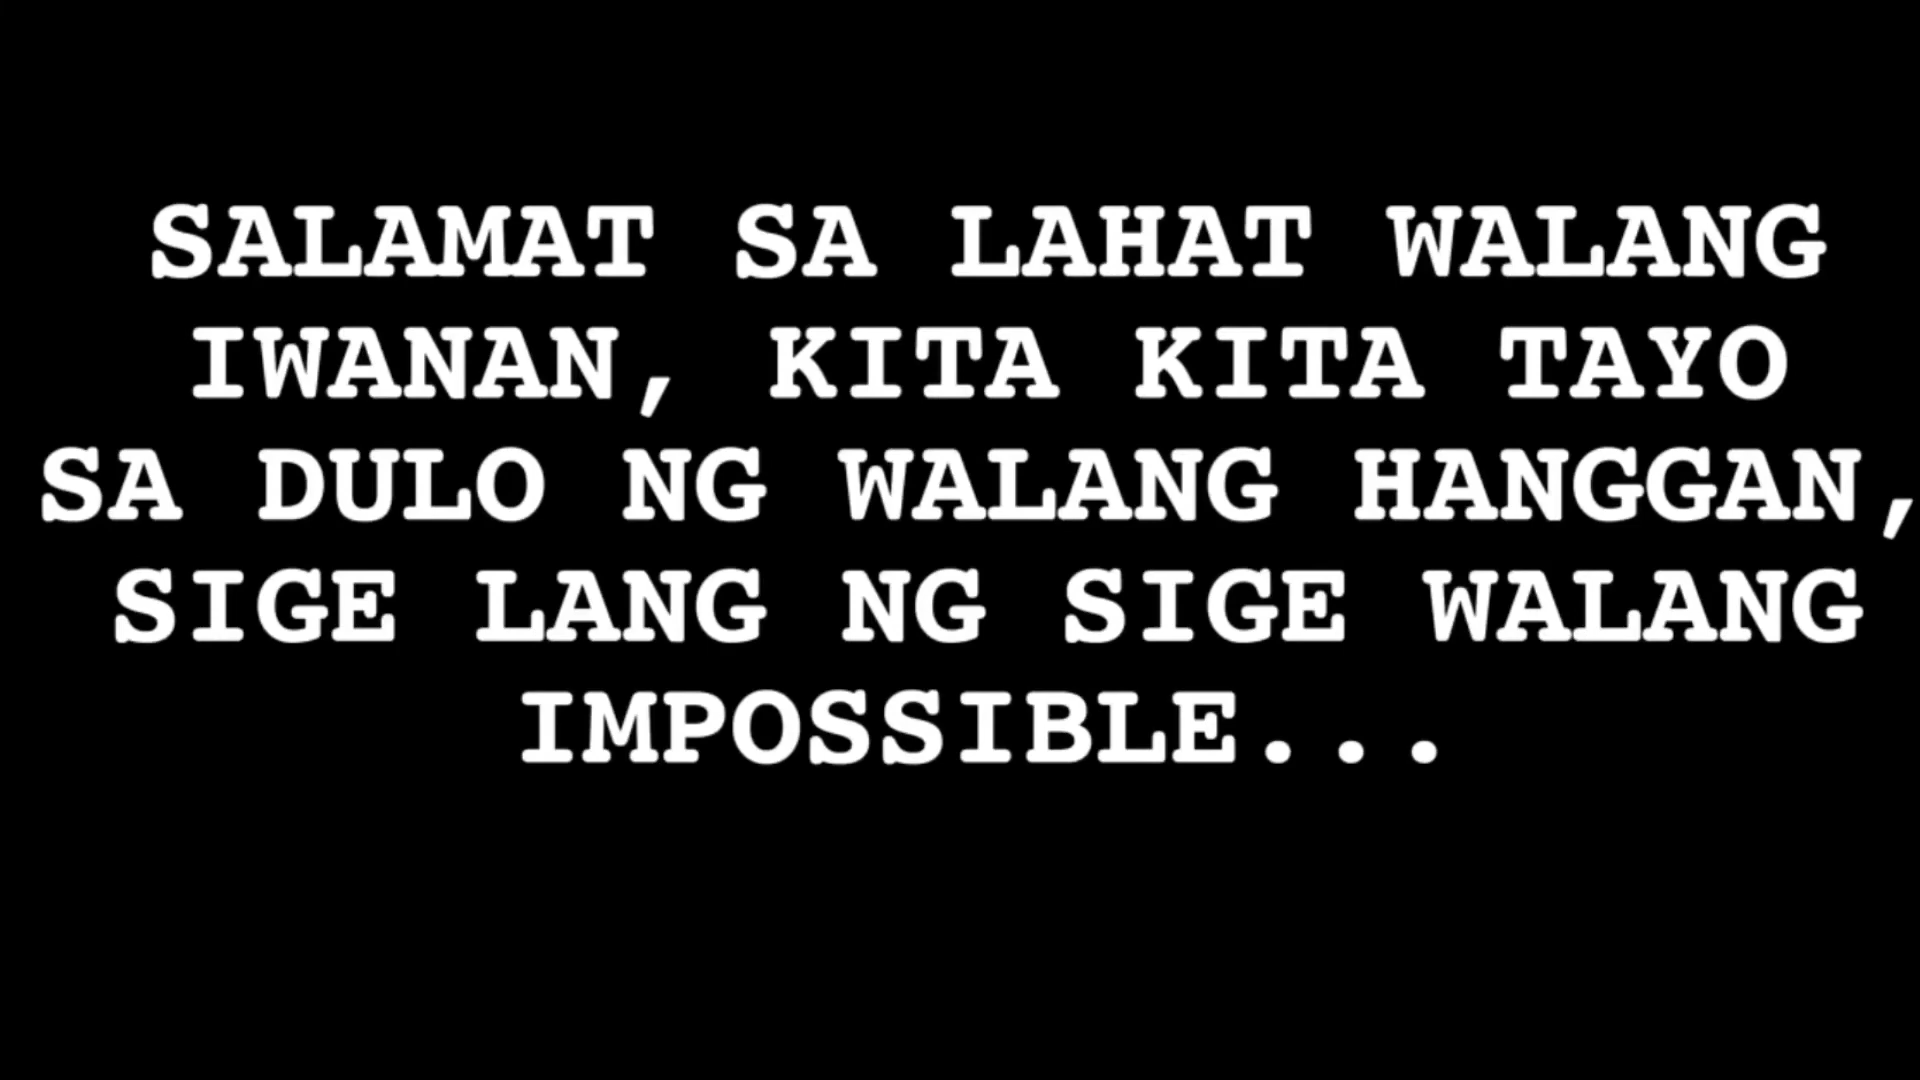 SALAMAT SA LAHAT WALANG
IWANAN, KITA KITA TAYO
SA DULO NG WALANG HANGGAN,
SIGE LANG NG SIGE WALANG
IMPOSSIBLE...